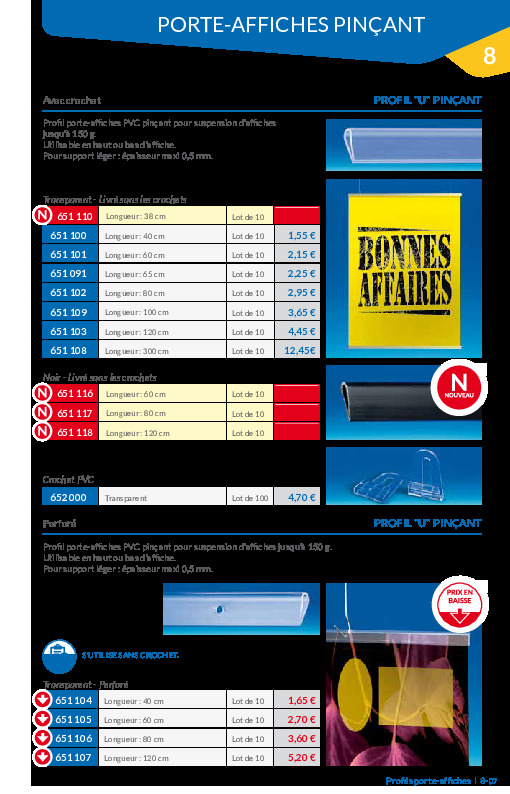 PORTE-AFFICHES PINÇANT
8
Avec crochet
PROFIL "U" PINÇANT
Profil porte-affiches PVC pinçant pour suspension d'affiches
jusqu'à 150 g.
Utilisable en haut ou bas d'affiche.
Pour support léger : épaisseur maxi 0,5 mm.
Transparent - Livré sans les crochets
N 651 110 Longueur : 38 cm Lot de 10
651 100 Longueur : 40 cm Lot de 10 1,55 €
651 101 Longueur : 60 cm Lot de 10 2,15 €
651 091 Longueur : 65 cm Lot de 10 2,25 €
651 102 Longueur : 80 cm Lot de 10 2,95 €
651 109 Longueur : 100 cm Lot de 10 3,65 €
651 103 Longueur : 120 cm Lot de 10 4,45 €
651 108 Longueur : 300 cm Lot de 10 12,45€
BONNES
AFFAIRES
Noir - Livré sans les crochets
N 651 116 Longueur : 60 cm Lot de 10
N 651 117 Longueur : 80 cm Lot de 10
N 651 118 Longueur : 120 cm Lot de 10
N
NOUVEAU
Crochet PVC
652 000 Transparent Lot de 100 4,70 €
Perforé
PROFIL "U" PINÇANT
Profil porte-affiches PVC pinçant pour suspension d'affiches jusqu'à 150 g.
Utilisable en haut ou bas d'affiche.
Pour support léger : épaisseur maxi 0,5 mm.
PRIX EN
BAISSE
S'UTILISE SANS CROCHET.
Transparent - Perforé
651 104 Longueur : 40 cm Lot de 10 1,65 €
651 105 Longueur : 60 cm Lot de 10 2,70 €
651 106 Longueur : 80 cm Lot de 10 3,60 €
651 107 Longueur : 120 cm Lot de 10 5,20 €
Profils porte-affiches | 8-07